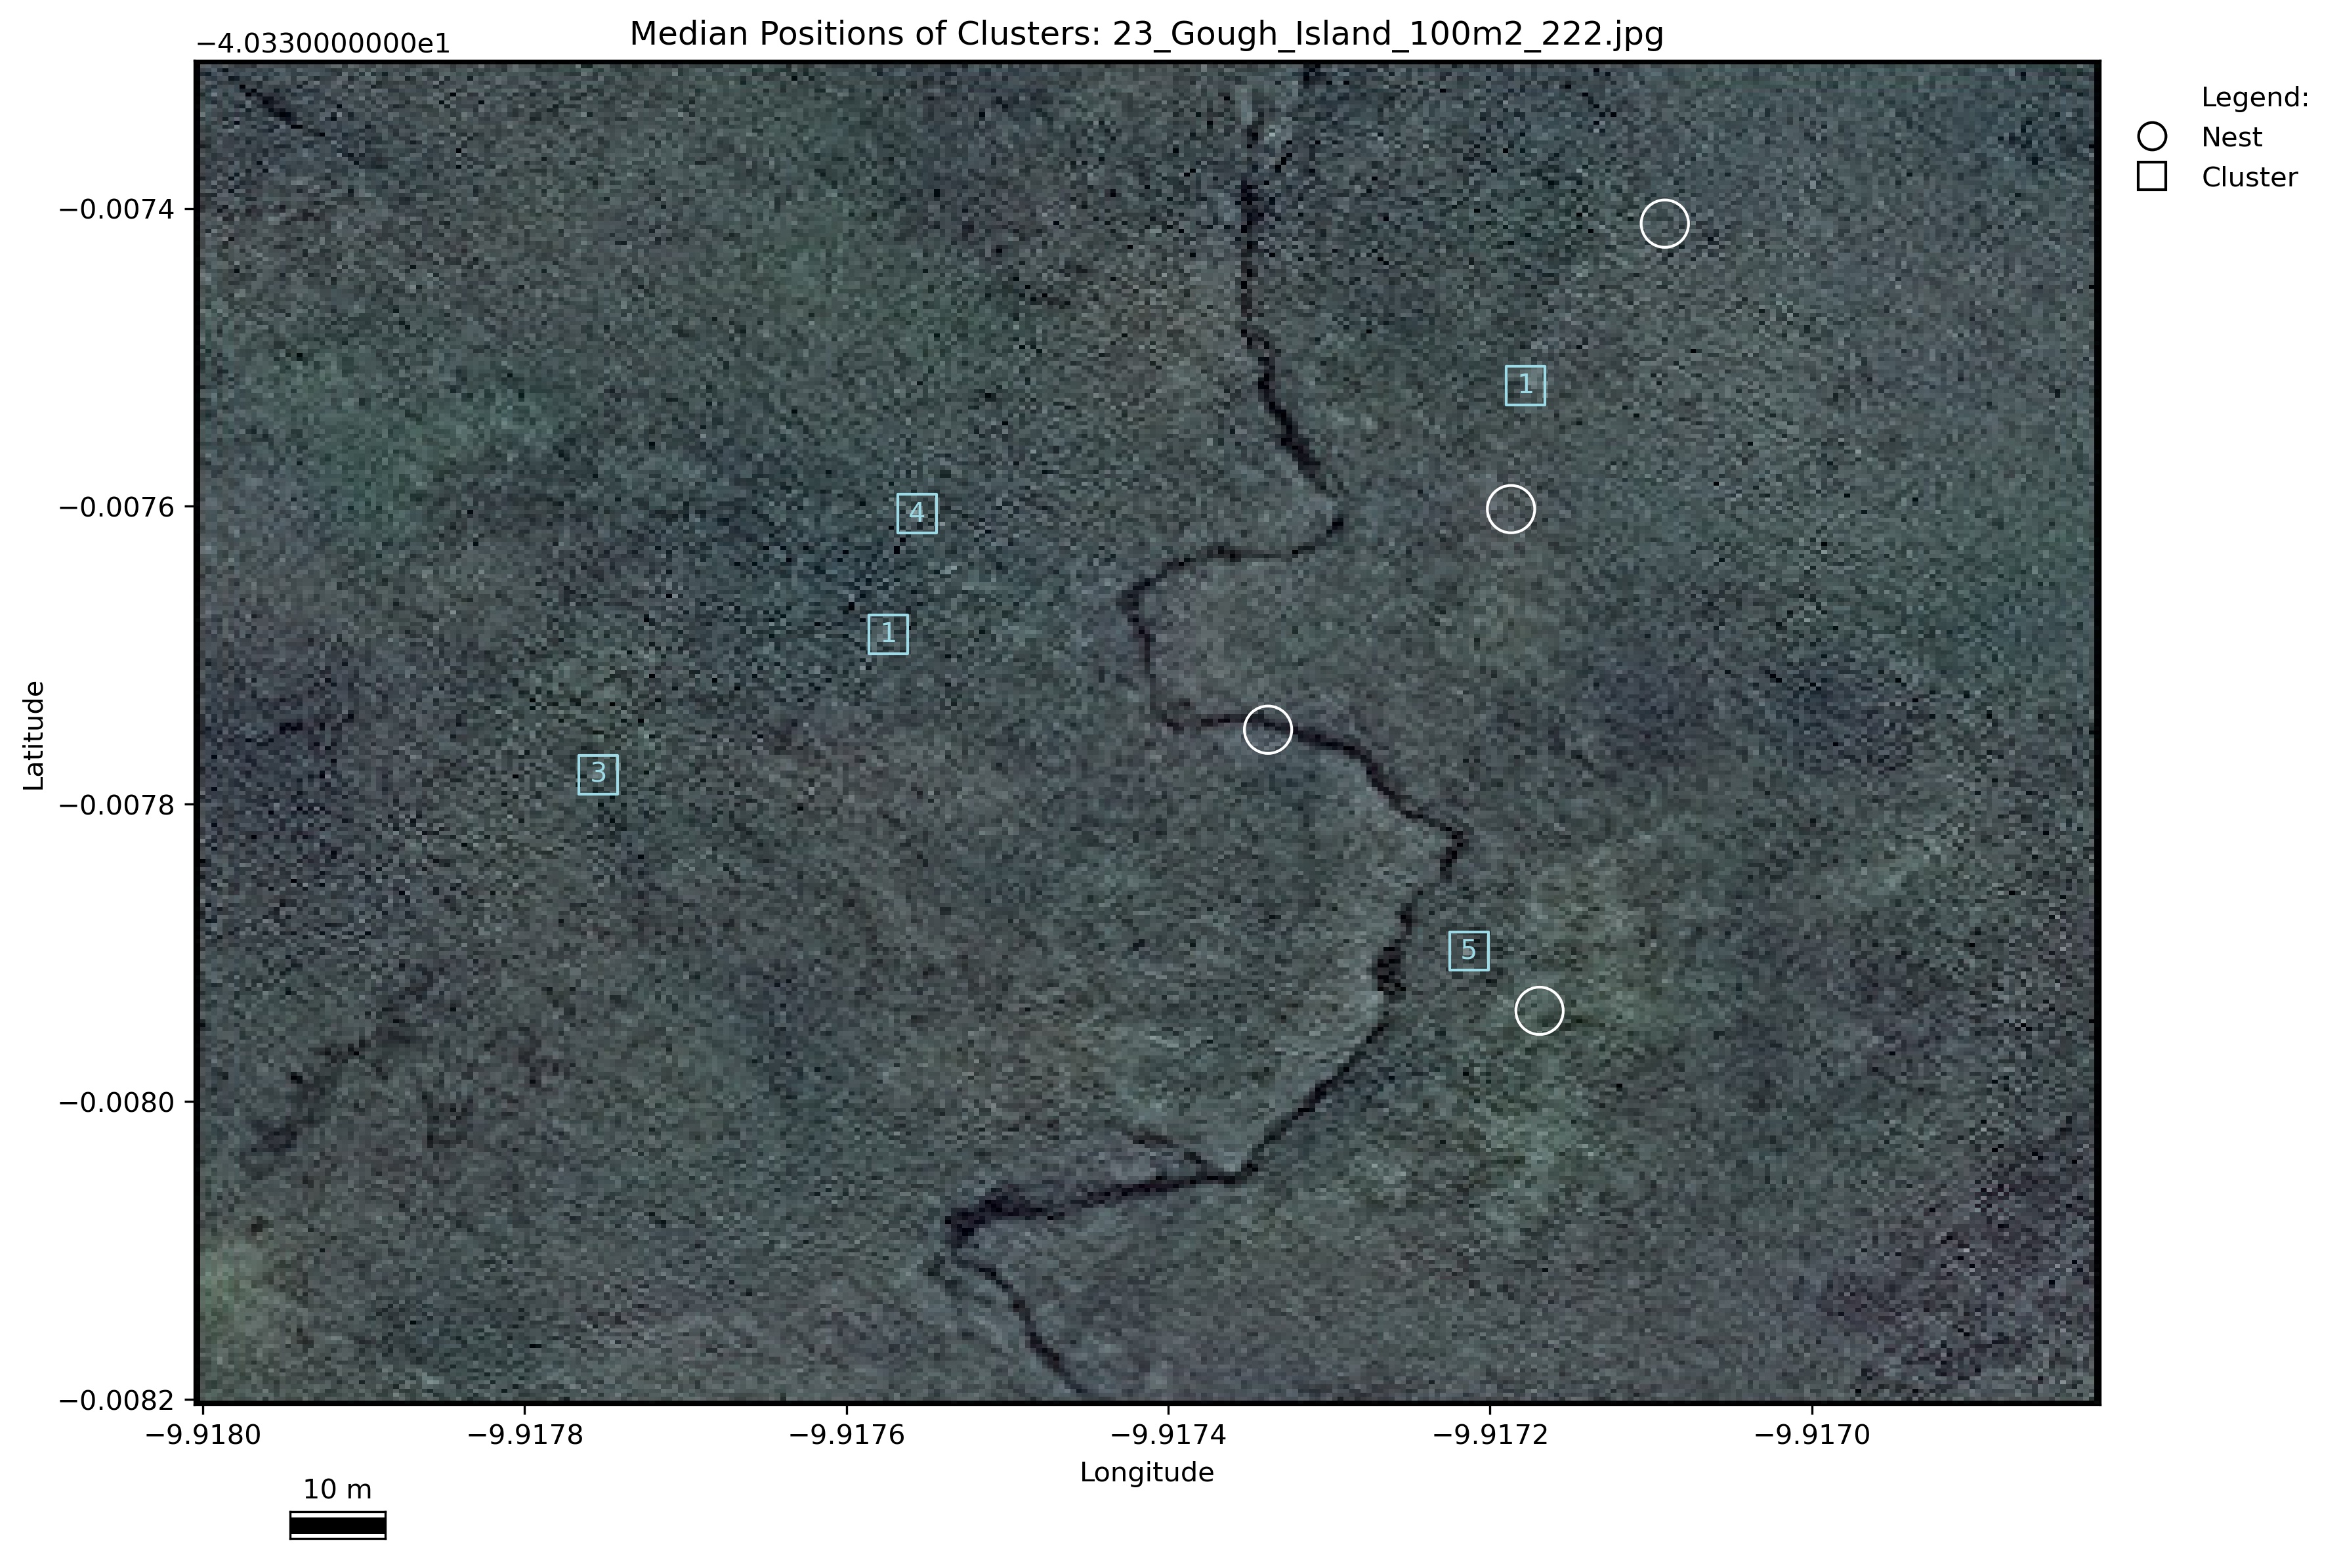 Median Positions of Clusters: 23_Gough_Island_100m2_222.jpg
−4.0330000000e1
Legend:
Nest
Cluster
−0.0074
−0.0076
−0.0078
−0.0080
−0.0082
Latitude
1
4
1
3
5
−9.9180
−9.9178
−9.9176
−9.9174
−9.9172
−9.9170
Longitude
10 m